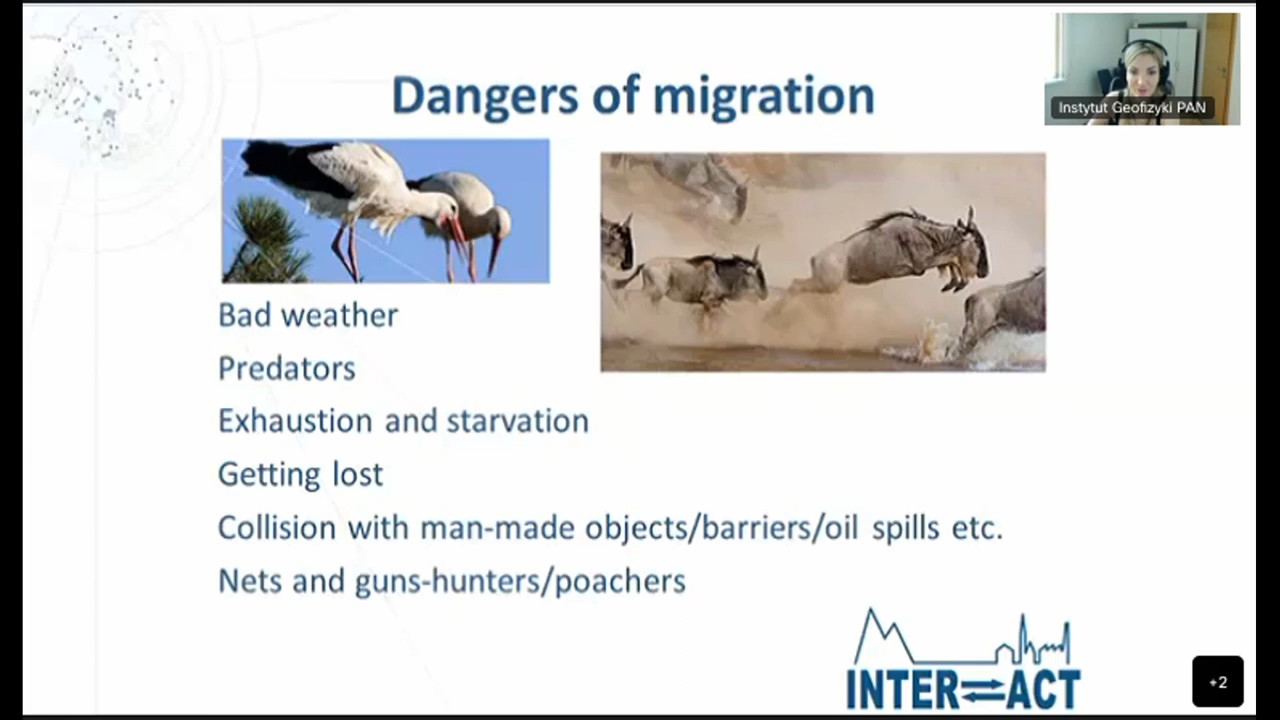 Dangers of migration
Instytut Geofizyki PAN
Bad weather
Predators
Exhaustion and starvation
Getting lost
Collision with man-made objects/barriers/oil spills etc.
Nets and guns-hunters/poachers
INTER⇄ACT
+2